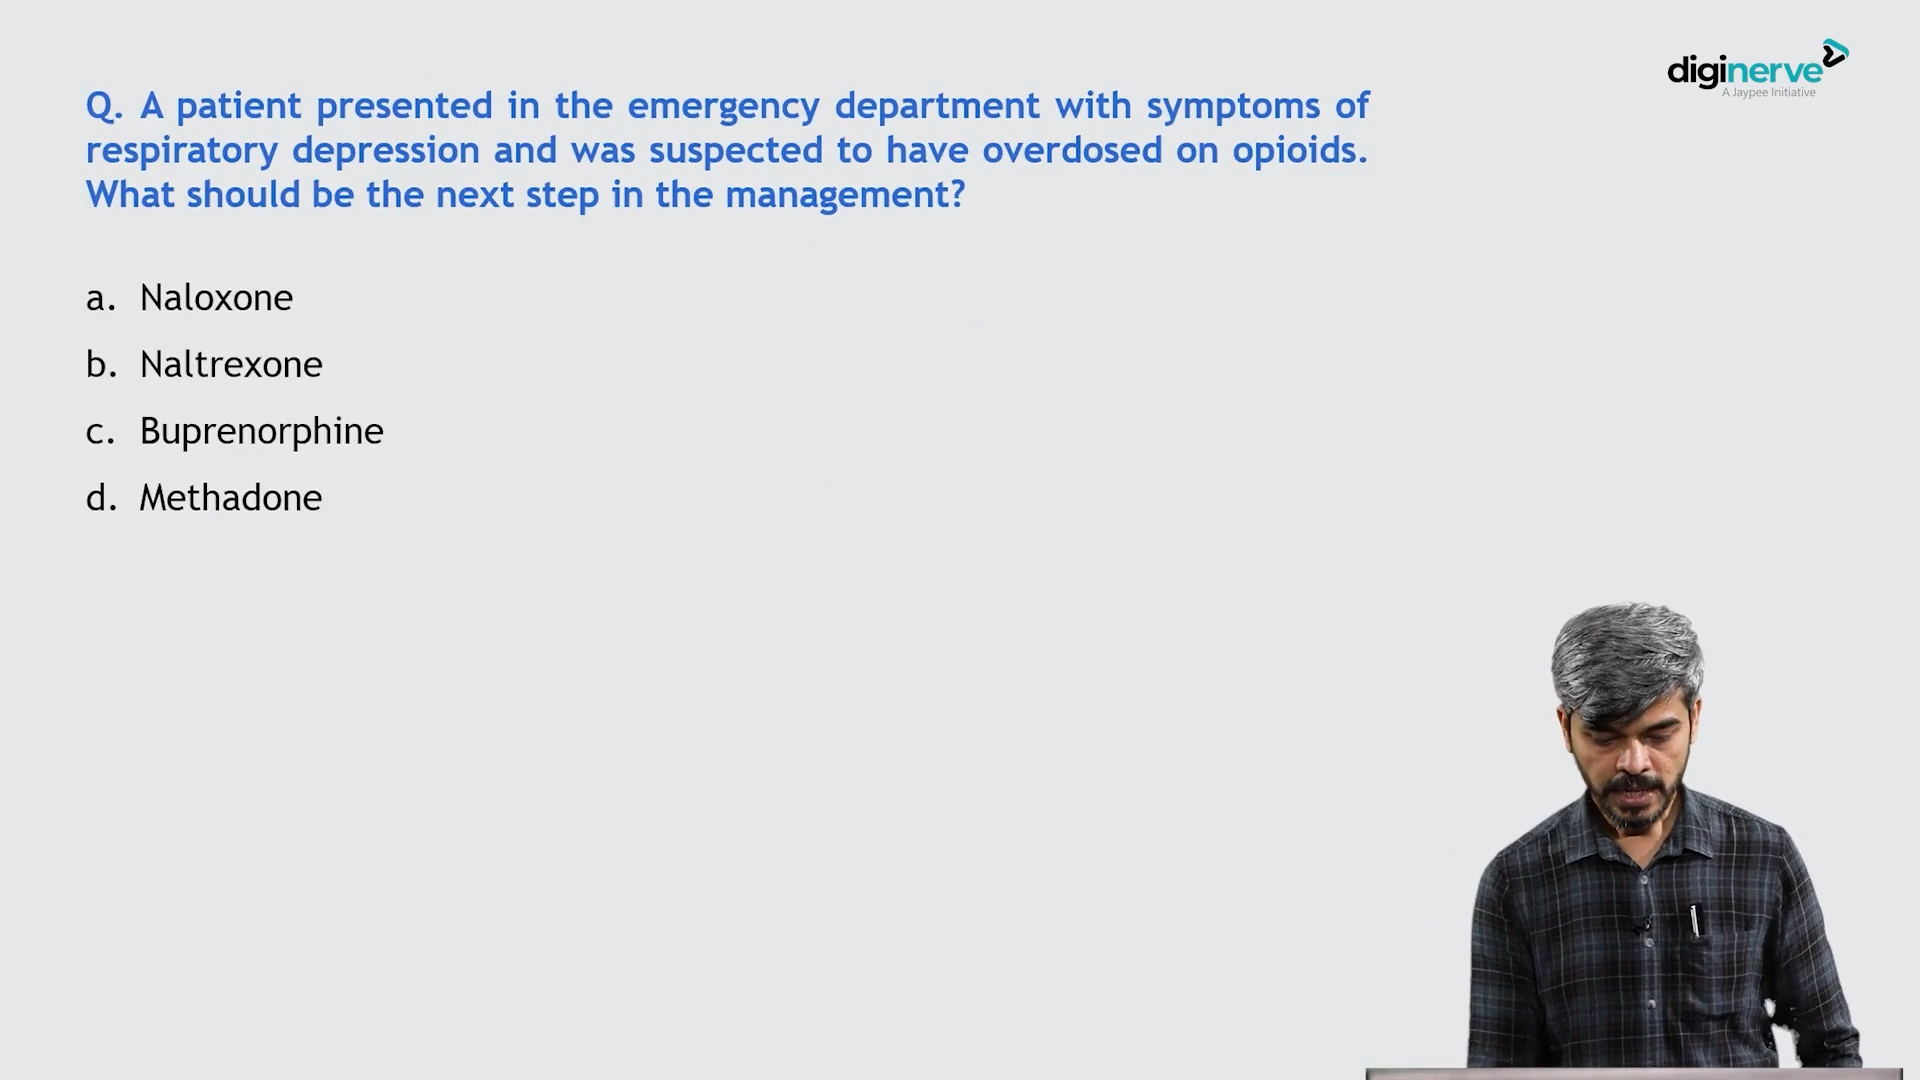 diginerve
A Jaypee Initiative
Q. A patient presented in the emergency department with symptoms of
respiratory depression and was suspected to have overdosed on opioids.
What should be the next step in the management?
a. Naloxone
b. Naltrexone
c. Buprenorphine
d. Methadone